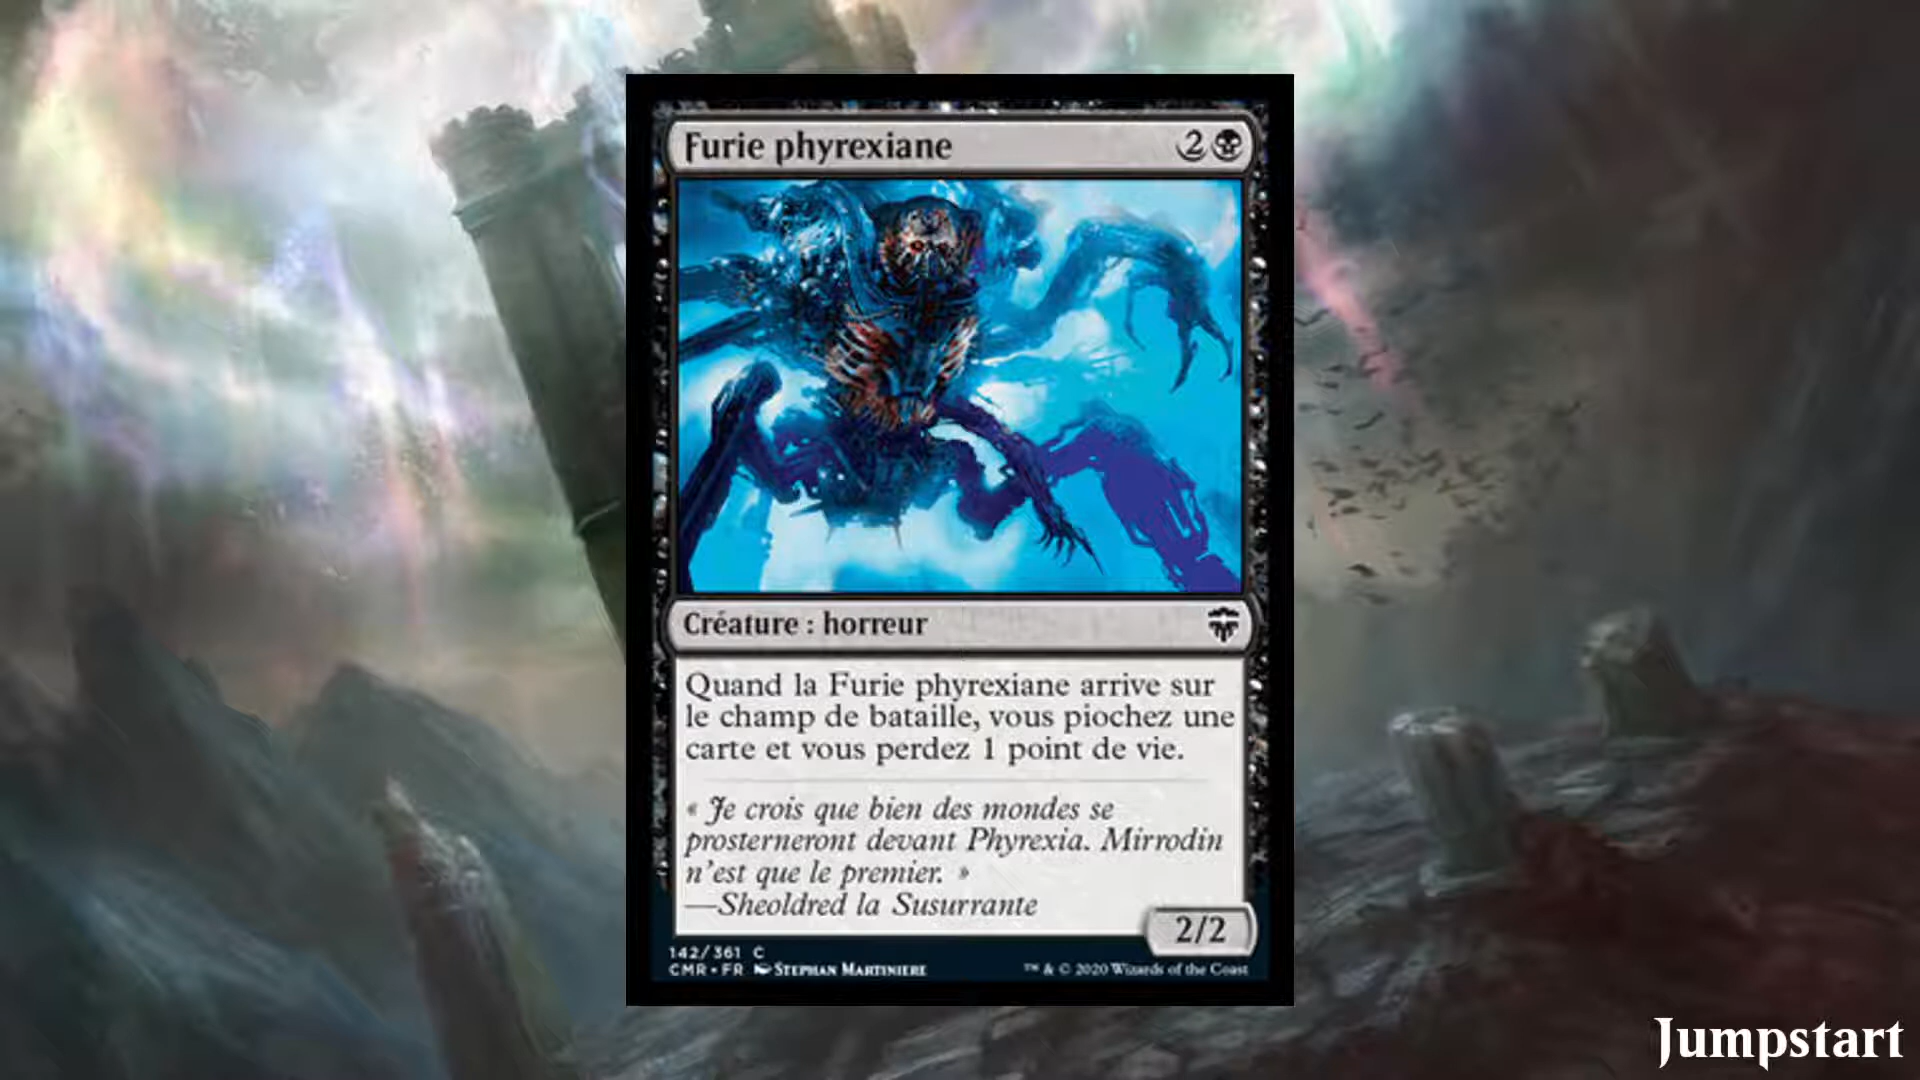 Furie phyrexiane
2
Créature : horreur
Quand la Furie phyrexiane arrive sur
le champ de bataille, vous piochez une
carte et vous perdez 1 point de vie.
« Je crois que bien des mondes se
prosterneront devant Phyrexia. Mirrodin
n'est que le premier. »
—Sheoldred la Susurrante
2/2
142/361 C
CMR • FR Stephan Martiniere
™ & © 2020 Wizards of the Coast
Jumpstart